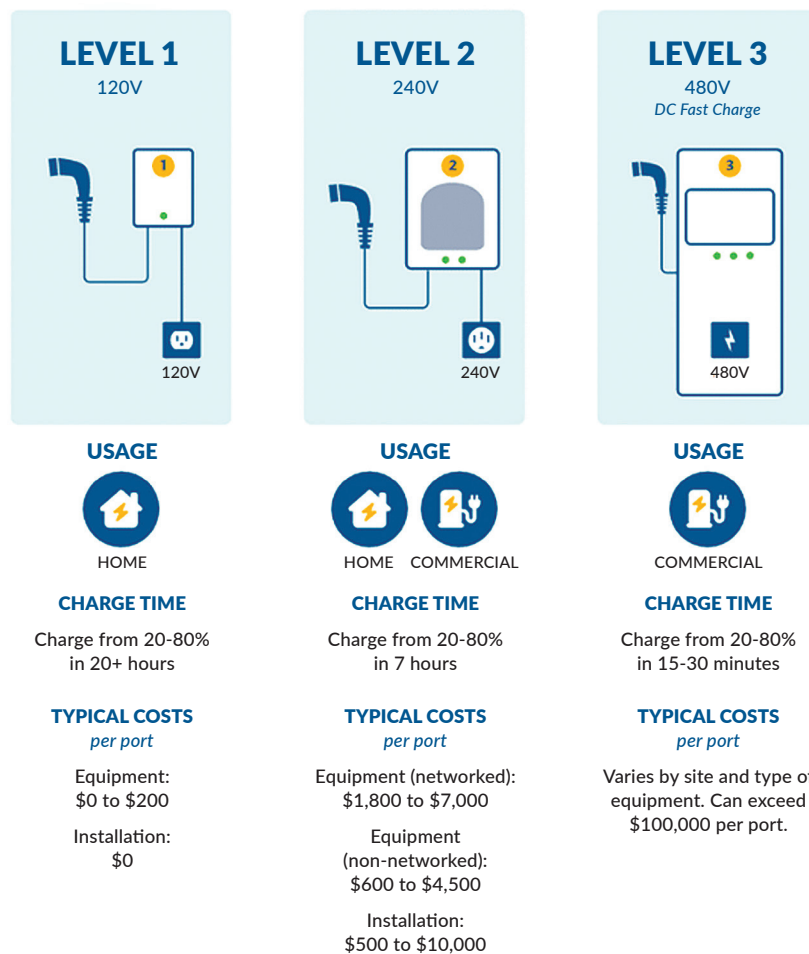 LEVEL 1
120V
1
120V
USAGE
HOME
CHARGE TIME
Charge from 20-80%
in 20+ hours
TYPICAL COSTS
per port
Equipment:
$0 to $200
Installation:
$0
LEVEL 2
240V
2
240V
USAGE
HOME COMMERCIAL
CHARGE TIME
Charge from 20-80%
in 7 hours
TYPICAL COSTS
per port
Equipment (networked):
$1,800 to $7,000
Equipment
(non-networked):
$600 to $4,500
Installation:
$500 to $10,000
LEVEL 3
480V
DC Fast Charge
3
480V
USAGE
COMMERCIAL
CHARGE TIME
Charge from 20-80%
in 15-30 minutes
TYPICAL COSTS
per port
Varies by site and type of
equipment. Can exceed
$100,000 per port.